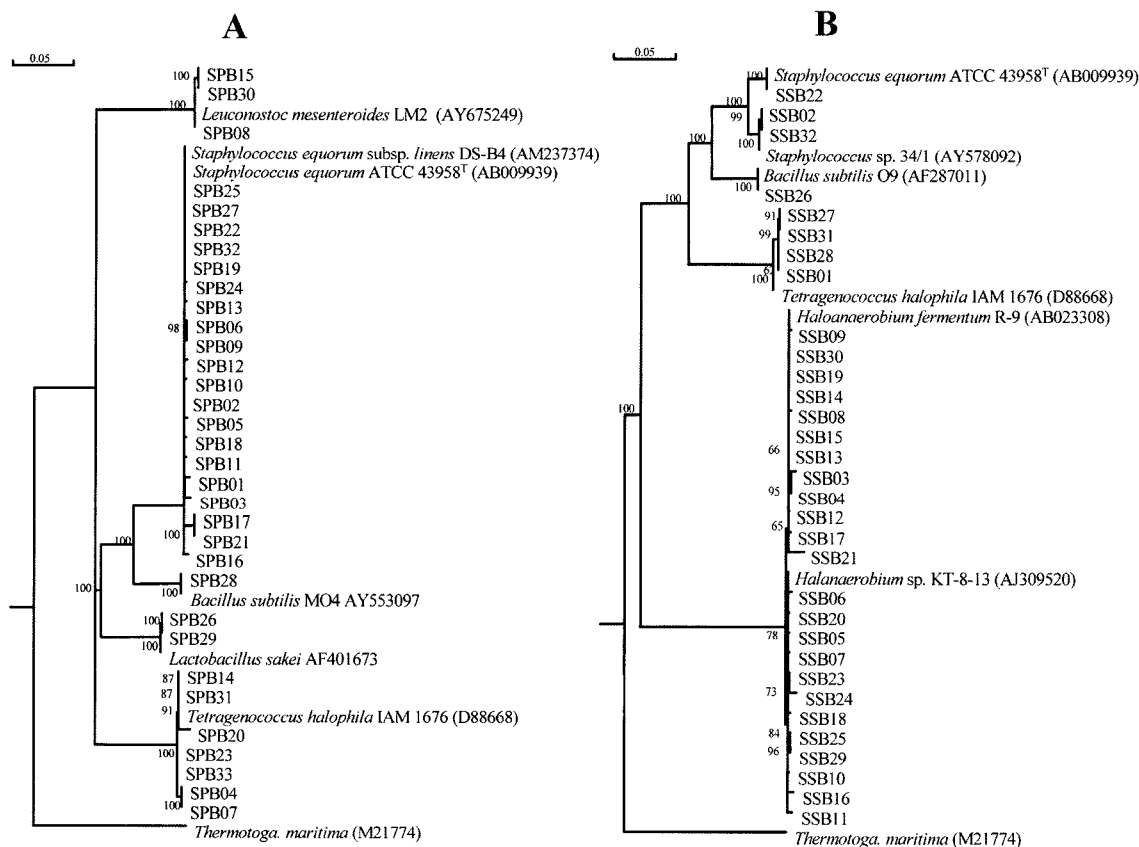 A
0.05
100
SPB15
SPB30
100
Leuconostoc mesenteroides LM2 (AY675249)
SPB08
Staphylococcus equorum subsp. linens DS-B4 (AM237374)
Staphylococcus equorum ATCC 43958T (AB009939)
SPB25
SPB27
SPB22
SPB32
SPB19
SPB24
SPB13
98
SPB06
SPB09
SPB12
SPB10
SPB02
SPB05
SPB18
SPB11
SPB01
SPB03
SPB17
100
SPB21
100
SPB16
SPB28
100
100
Bacillus subtilis MO4 AY553097
SPB26
100
SPB29
100
Lactobacillus sakei AF401673
87
SPB14
87
SPB31
91
Tetragenococcus halophila IAM 1676 (D88668)
SPB20
100
SPB23
SPB33
SPB04
100
SPB07
Thermotoga. maritima (M21774)
B
0.05
100
Staphylococcus equorum ATCC 43958T (AB009939)
SSB22
100
99
SSB02
100
SSB32
100
Staphylococcus sp. 34/1 (AY578092)
Bacillus subtilis O9 (AF287011)
100
SSB26
100
91
SSB27
99
SSB31
SSB28
6
SSB01
100
Tetragenococcus halophila IAM 1676 (D88668)
Haloanaerobium fermentum R-9 (AB023308)
SSB09
SSB30
SSB19
SSB14
100
SSB08
SSB15
66
SSB13
SSB03
95
SSB04
SSB12
65
SSB17
SSB21
Halanaerobium sp. KT-8-13 (AJ309520)
SSB06
SSB20
78
SSB05
SSB07
SSB23
73
SSB24
SSB18
84
SSB25
96
SSB29
SSB10
SSB16
SSB11
Thermotoga. maritima (M21774)